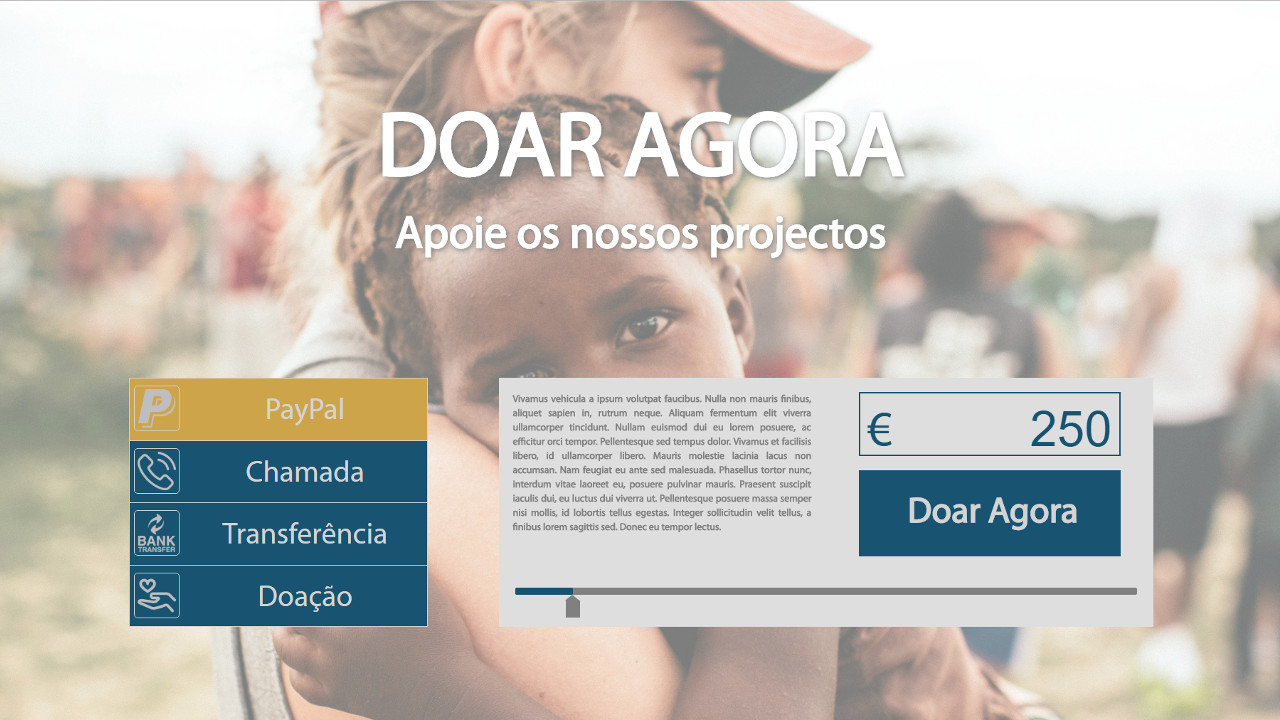 DOAR AGORA
Apoie os nossos projectos
PayPal
Chamada
BANK
TRANSFER
Transferência
Doação
Vivamus vehicula a ipsum volutpat faucibus. Nulla non mauris finibus,
aliquet sapien in, rutrum neque. Aliquam fermentum elit viverra
ullamcorper tincidunt. Nullam euismod dui eu lorem posuere, ac
efficitur orci tempor. Pellentesque sed tempus dolor. Vivamus et facilisis
libero, id ullamcorper libero. Mauris molestie lacinia lacus non
accumsan. Nam feugiat eu ante sed malesuada. Phasellus tortor nunc,
interdum vitae laoreet eu, posuere pulvinar mauris. Praesent suscipit
iaculis dui, eu luctus dui viverra ut. Pellentesque posuere massa semper
nisi mollis, id lobortis tellus egestas. Integer sollicitudin velit tellus, a
finibus lorem sagittis sed. Donec eu tempor lectus.
€ 250
Doar Agora